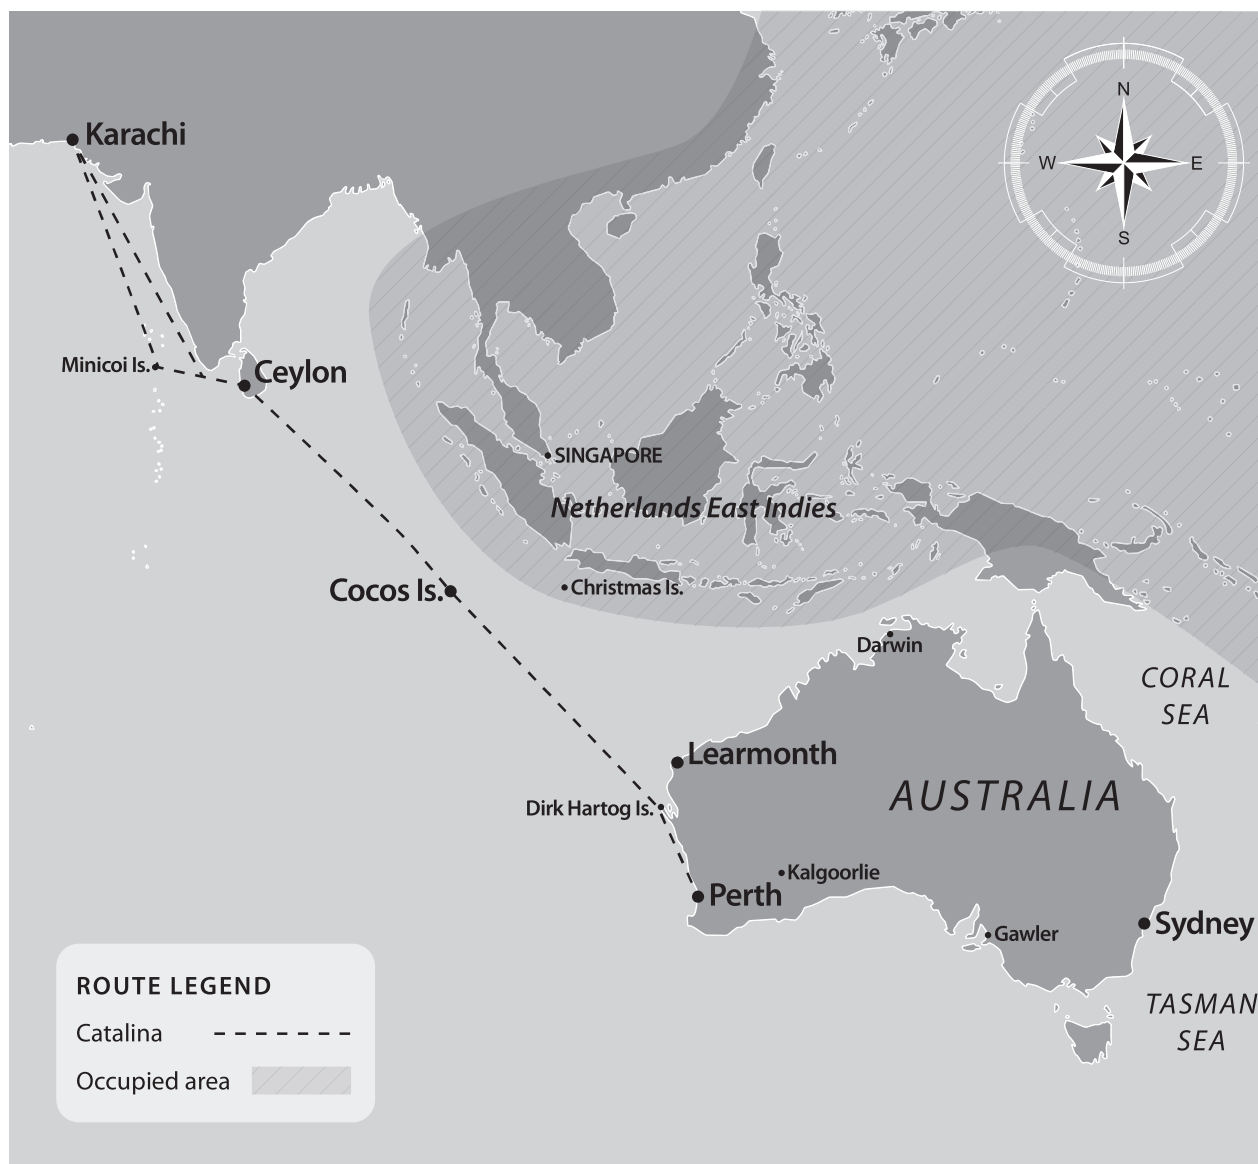 N
W
E
S
Karachi
Minicoi Is.
Ceylon
SINGAPORE
Netherlands East Indies
Cocos Is.
Christmas Is.
Darwin
CORAL
SEA
Learmonth
AUSTRALIA
Dirk Hartog Is.
Kalgoorlie
Perth
Sydney
Gawler
TASMAN
SEA
ROUTE LEGEND
Catalina
Occupied area